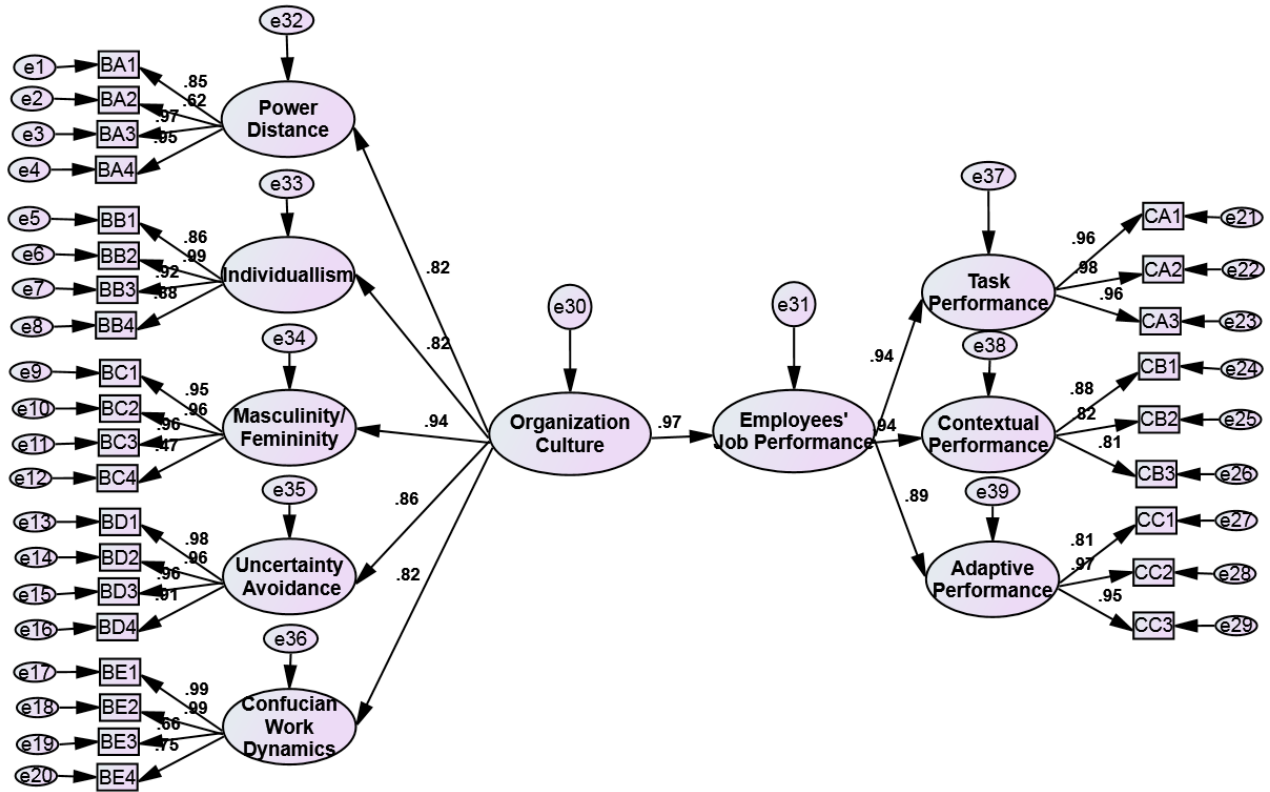 e32
e1 BA1
.85
e2 BA2
.62
Power
Distance
.97
e3 BA3
.95
e4 BA4
e33
e37
e5 BB1
.86
CA1 e21
e6 BB2
.99
.96
.82
.92
Individuallism
e7 BB3
.88
.98
CA2 e22
Task
Performance
e8 BB4
.96
e30
e31
CA3 e23
e34
.82
e38
e9 BC1
.95
.94
CB1 e24
e10 BC2
.96
.88
Masculinity/
Femininity
.96
e11 BC3
.47
.94
Organization
Culture
.97
Employees'
Job Performance
.94
Contextual
Performance
.82
CB2 e25
.81
e12 BC4
CB3 e26
e35
.86
.89
e39
e13 BD1
.98
CC1 e27
e14 BD2
.96
.81
Uncertainty
Avoidance
.96
e15 BD3
.91
.82
Adaptive
Performance
.97
CC2 e28
.95
e16 BD4
CC3 e29
e36
e17 BE1
.99
e18 BE2
.99
Confucian
Work
Dynamics
.66
e19 BE3
.75
e20 BE4